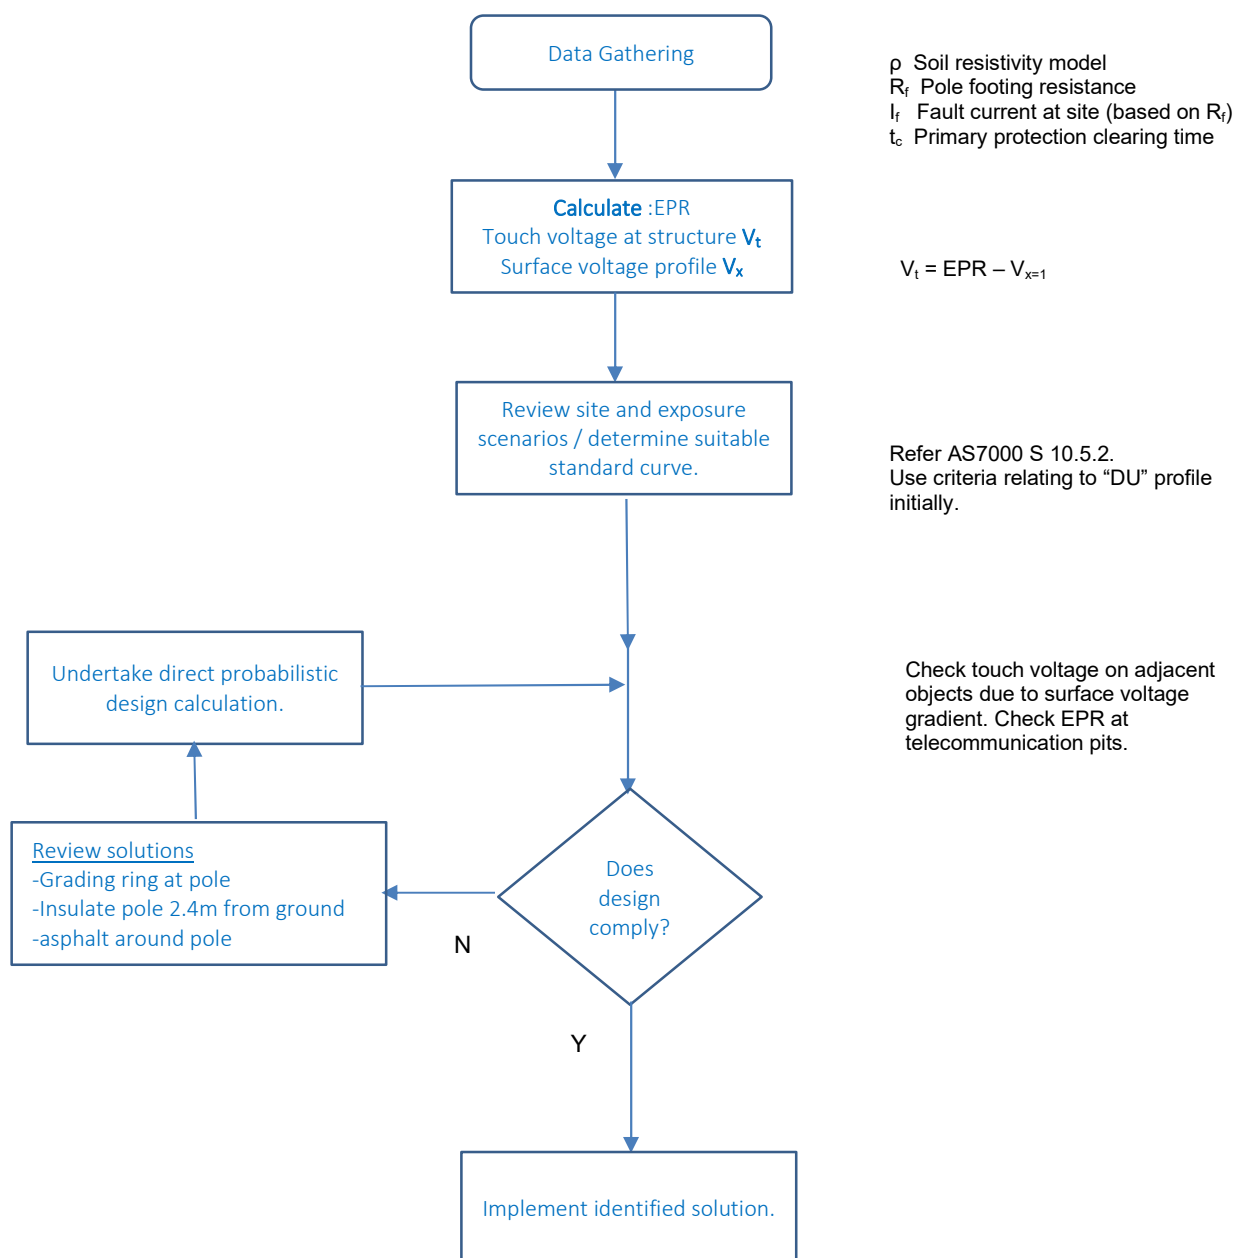 Data Gathering
ρ Soil resistivity model
Rf Pole footing resistance
If Fault current at site (based on Rf)
tc Primary protection clearing time
Calculate :EPR
Touch voltage at structure Vt
Surface voltage profile Vx
Vt = EPR – Vx=1
Review site and exposure
scenarios / determine suitable
standard curve.
Refer AS7000 S 10.5.2.
Use criteria relating to “DU” profile
initially.
Undertake direct probabilistic
design calculation.
Check touch voltage on adjacent
objects due to surface voltage
gradient. Check EPR at
telecommunication pits.
Review solutions
-Grading ring at pole
-Insulate pole 2.4m from ground
-asphalt around pole
Does
design
comply?
N
Y
Implement identified solution.